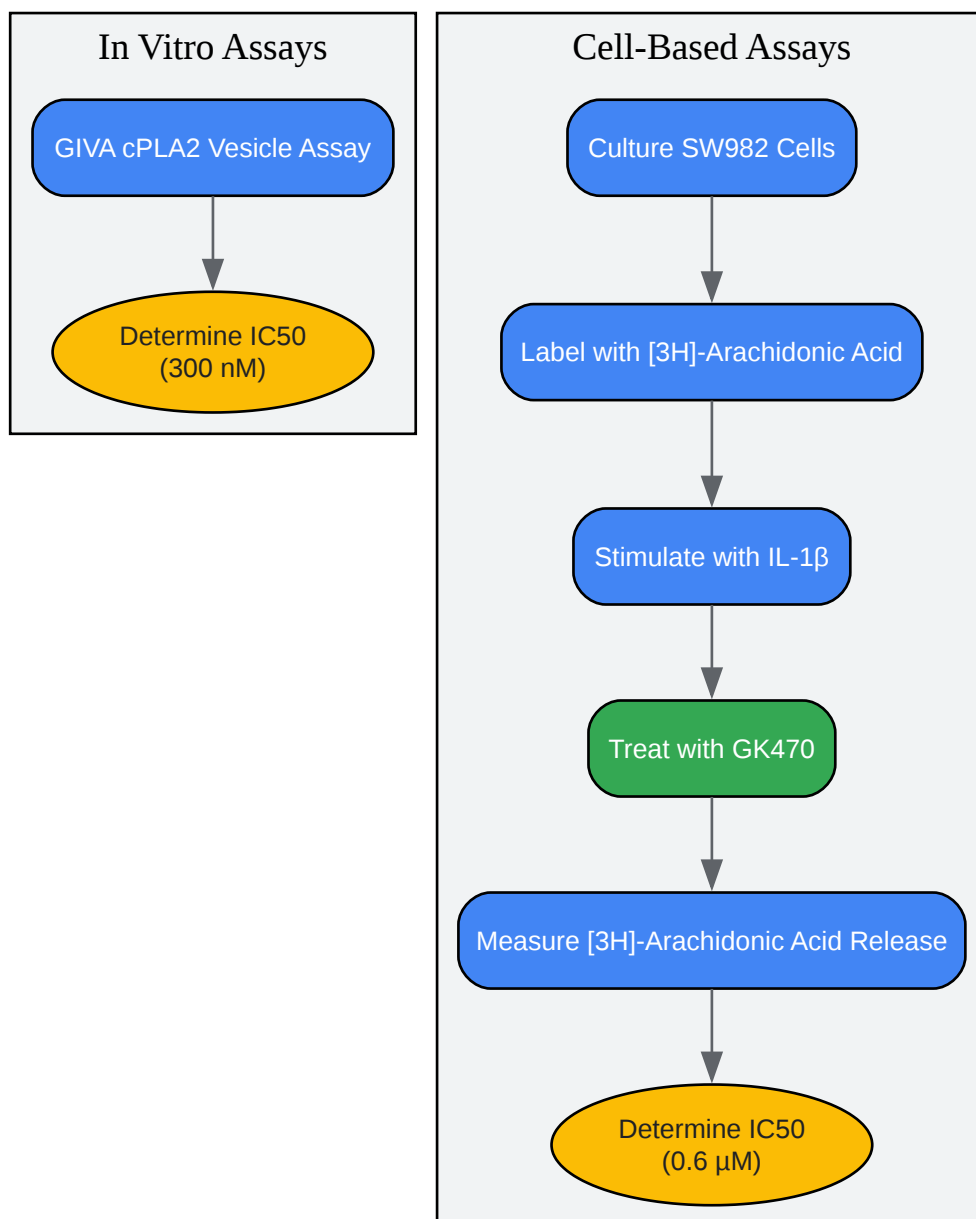 In Vitro Assays
GIVA cPLA2 Vesicle Assay
Determine IC50
(300 nM)
Cell-Based Assays
Culture SW982 Cells
Label with [3H]-Arachidonic Acid
Stimulate with IL-1β
Treat with GK470
Measure [3H]-Arachidonic Acid Release
Determine IC50
(0.6 µM)